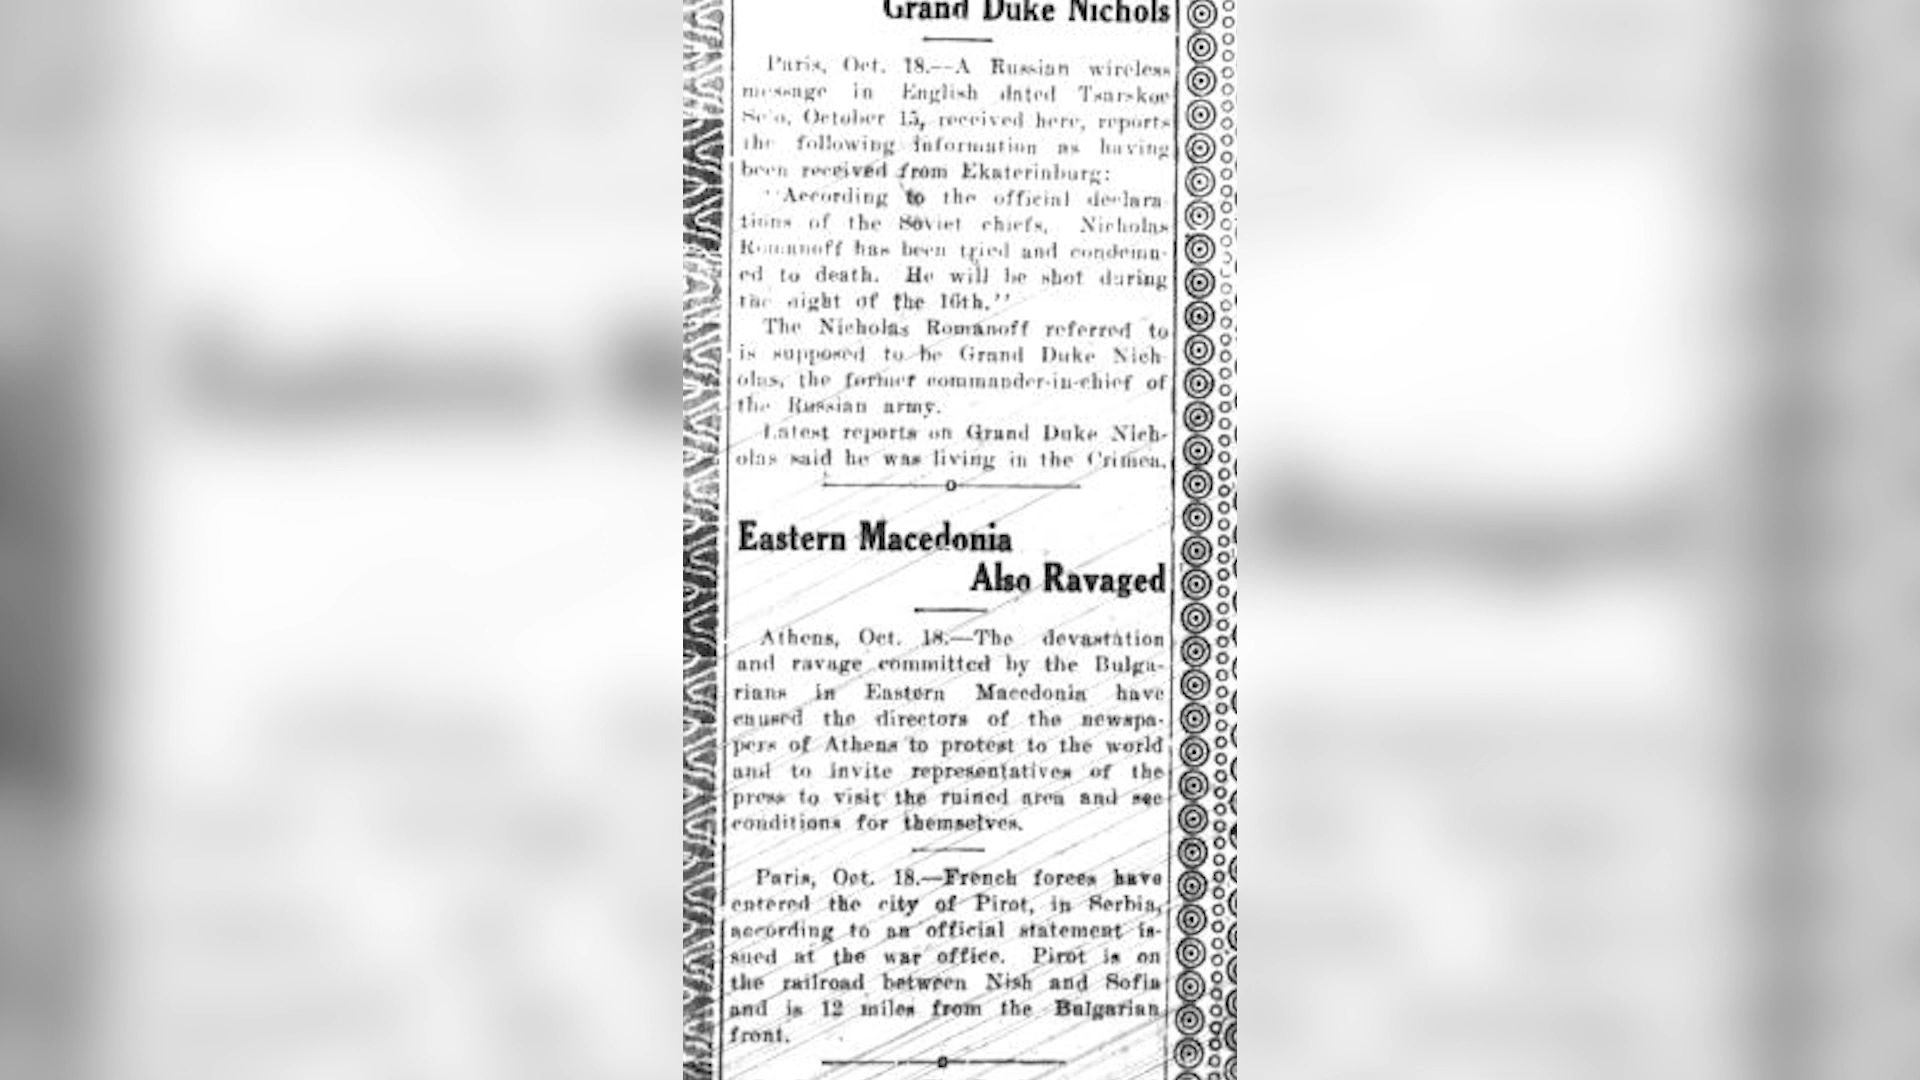 Grand Duke Nichols
Paris, Oct. 18.--A Russian wireless
message in English dated Tsarskoe
Selo, October 15, received here, reports
the following information as having
been received from Ekaterinburg:
"According to the official declara-
tions of the Soviet chiefs, Nicholas
Romanoff has been tried and condemn-
ed to death. He will be shot during
the night of the 16th.''
The Nicholas Romanoff referred to
is supposed to be Grand Duke Nich-
olas, the former commander-in-chief of
the Russian army.
Latest reports on Grand Duke Nich-
olas said he was living in the Crimea.
Eastern Macedonia
Also Ravaged
Athens, Oct. 18.—The devastation
and ravage committed by the Bulga-
rians in Eastern Macedonia have
caused the directors of the newspa-
pers of Athens to protest to the world
and to invite representatives of the
press to visit the ruined area and see
conditions for themselves.
Paris, Oct. 18.—French forces have
entered the city of Pirot, in Serbia,
according to an official statement is-
sued at the war office. Pirot is on
the railroad between Nish and Sofia
and is 12 miles from the Bulgarian
front.